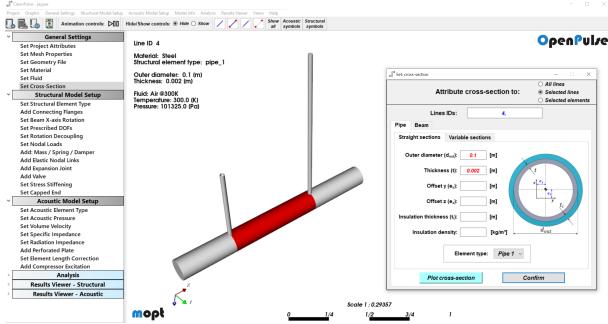 OpenPulse - jaypee
Project Graphic General Settings Structural Model Setup Model Info Acoustic Model Setup Analysis Results Viewer Views Help
Animation controls:
Hide/Show controls: Hide Show
Show all
Acoustic symbols
Structural symbols
General Settings
Set Project Attributes
Set Mesh Properties
Set Geometry File
Set Material
Set Fluid
Set Cross-Section
Structural Model Setup
Set Structural Element Type
Add Connecting Flanges
Set Beam X-axis Rotation
Set Prescribed DOFs
Set Rotation Decoupling
Set Nodal Loads
Add: Mass / Spring / Damper
Add Elastic Nodal Links
Add Expansion Joint
Add Valve
Set Stress Stiffening
Set Capped End
Acoustic Model Setup
Set Acoustic Element Type
Set Acoustic Pressure
Set Volume Velocity
Set Specific Impedance
Set Radiation Impedance
Add Perforated Plate
Set Element Length Correction
Add Compressor Excitation
Analysis
Results Viewer - Structural
Results Viewer - Acoustic
Line ID 4
Material: Steel
Structural element type: pipe_1
Outer diameter: 0.1 (m)
Thickness: 0.002 (m)
Fluid: Air @300K
Temperature: 300.0 (K)
Pressure: 101325.0 (Pa)
OpenPulse
Set cross-section
Attribute cross-section to:
All lines
Selected lines
Selected elements
Lines IDs: 4,
Pipe Beam
Straight sections Variable sections
Outer diameter (dout): 0.1 [m]
Thickness (t): 0.002 [m]
Offset y (ey): [m]
Offset z (ez): [m]
Insulation thickness (ti): [m]
Insulation density: [kg/m³]
Element type: Pipe 1
Plot cross-section Confirm
mopt
Scale 1 : 0.29357
0 1/4 1/2 3/4 1